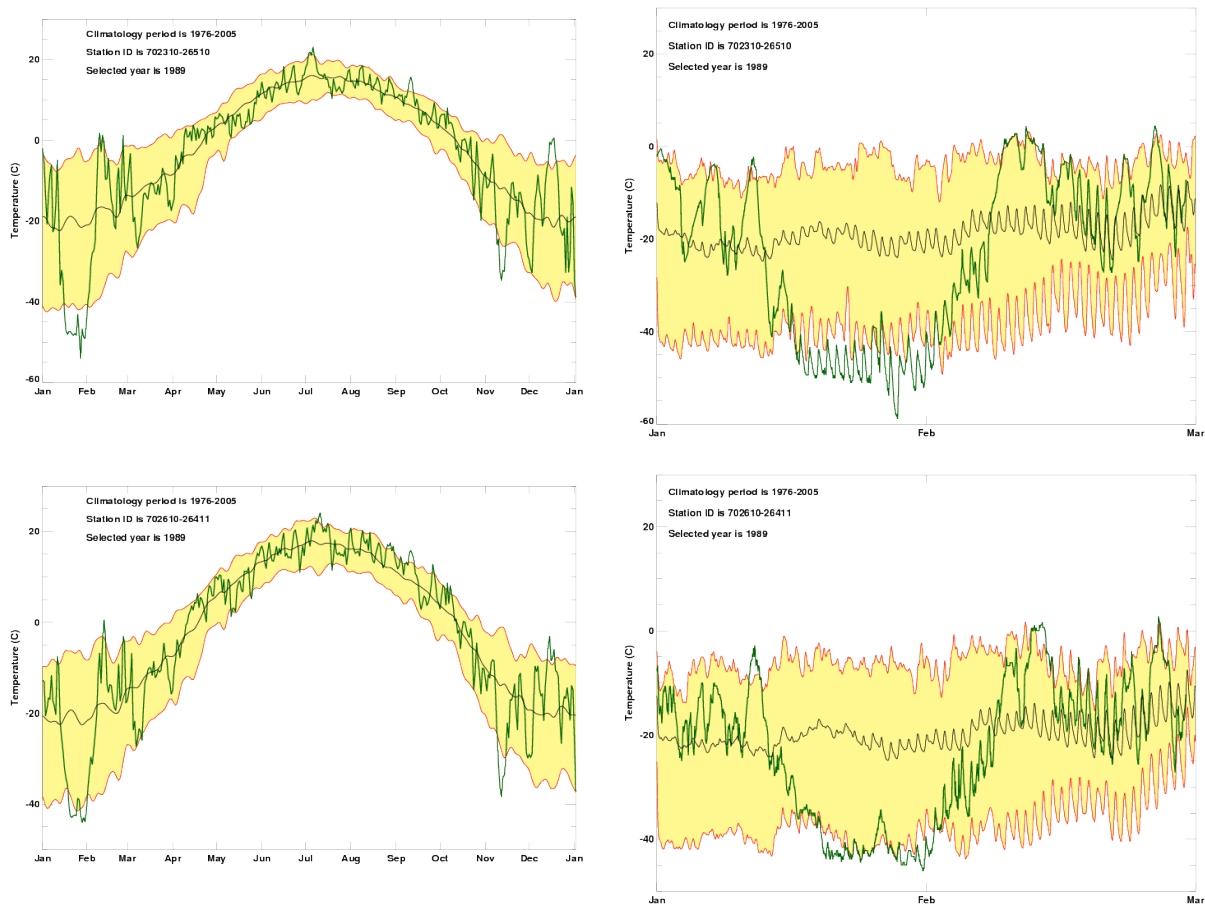 Climatology period is 1976-2005
Station ID is 702310-26510
Selected year is 1989
Temperature (C)
20
0
-20
-40
-60
Jan Feb Mar Apr May Jun Jul Aug Sep Oct Nov Dec Jan
Climatology period is 1976-2005
Station ID is 702310-26510
Selected year is 1989
Temperature (C)
20
0
-20
-40
-60
Jan Feb Mar
Climatology period is 1976-2005
Station ID is 702610-26411
Selected year is 1989
Temperature (C)
20
0
-20
-40
Jan Feb Mar Apr May Jun Jul Aug Sep Oct Nov Dec Jan
Climatology period is 1976-2005
Station ID is 702610-26411
Selected year is 1989
Temperature (C)
20
0
-20
-40
Jan Feb Mar